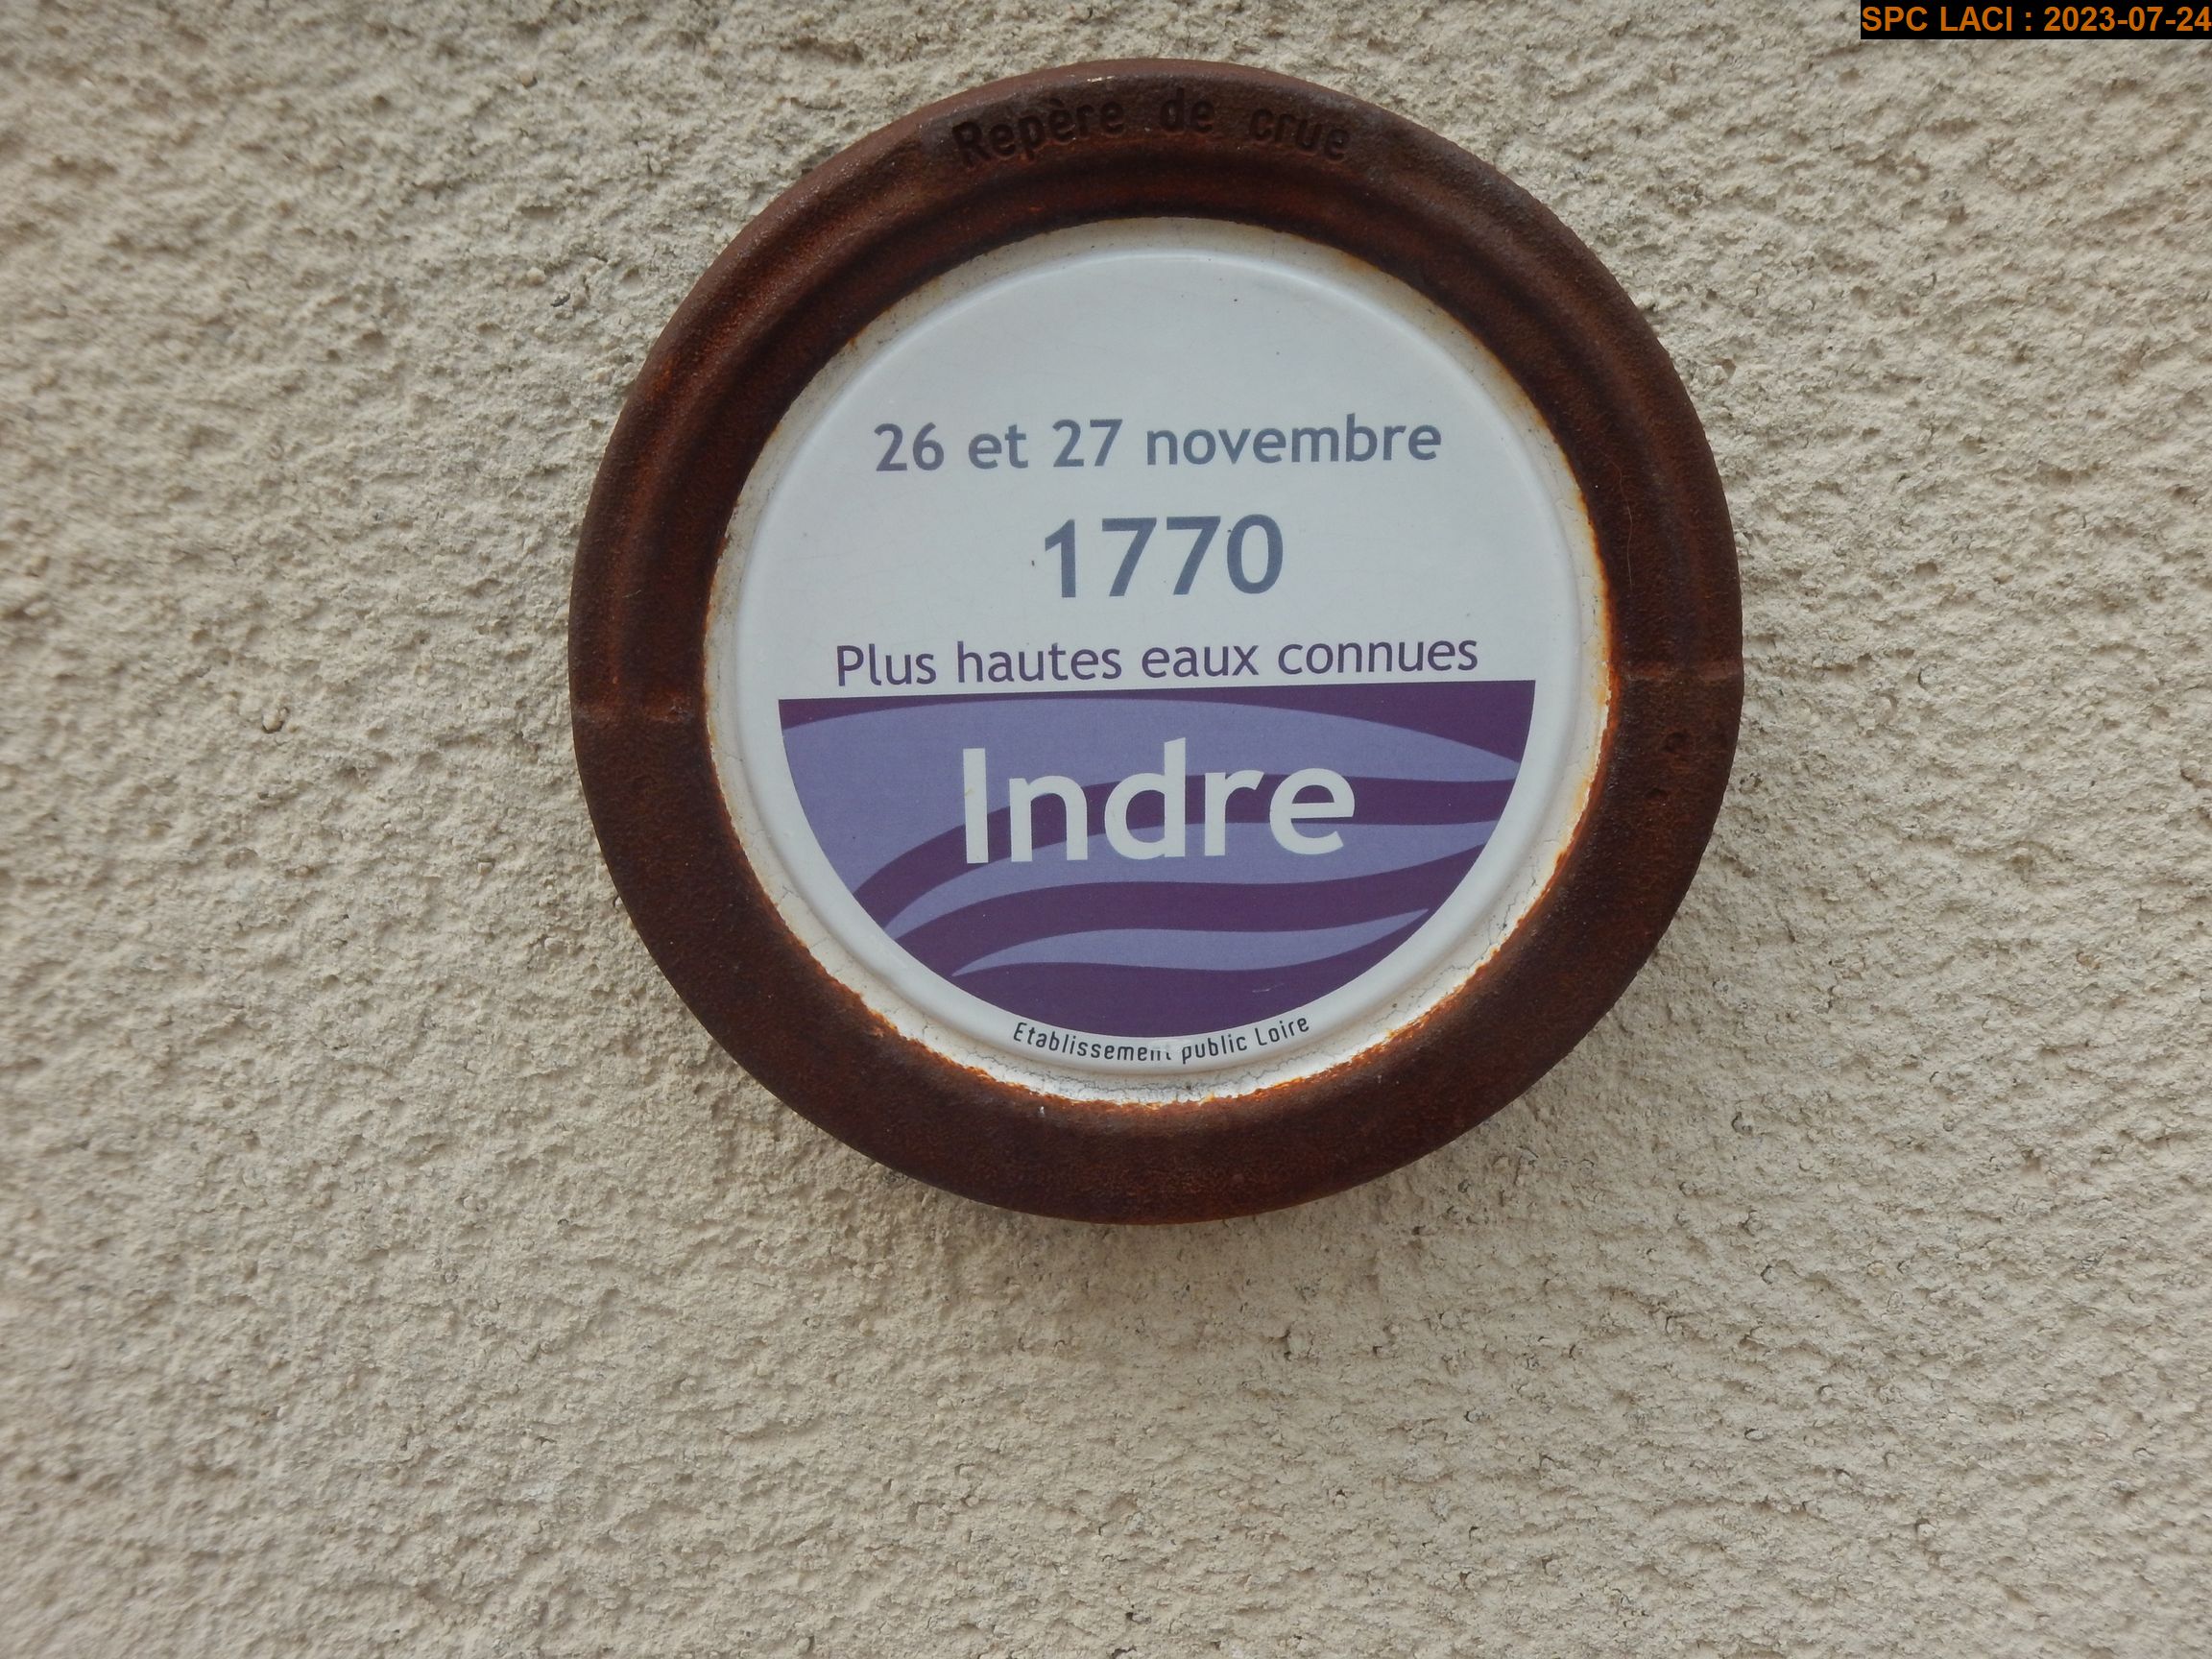 SPC LACI : 2023-07-24
Repère de crue
26 et 27 novembre
1770
Plus hautes eaux connues
Indre
Etablissement public Loire